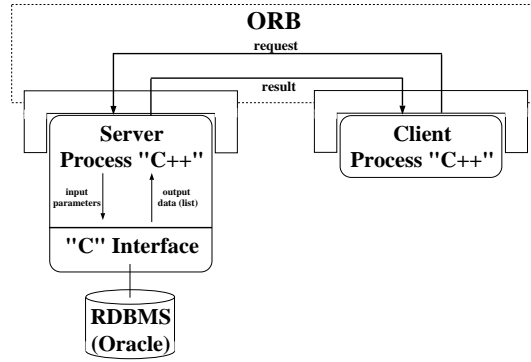 ORB
request
result
Server
Process "C++"
Client
Process "C++"
input
parameters
output
data (list)
"C" Interface
RDBMS
(Oracle)